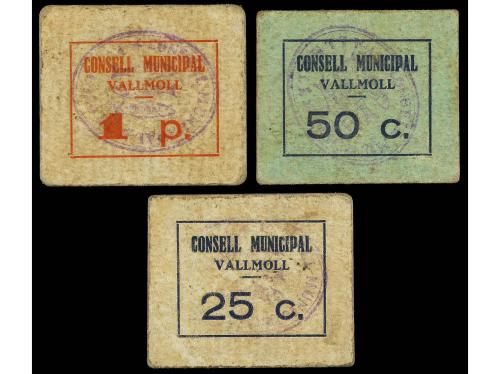 CONSELL MUNICIPAL
VALLMOLL
1 p.
CONSELL MUNICIPAL
VALLMOLL
50 c.
CONSELL MUNICIPAL
VALLMOLL
25 c.